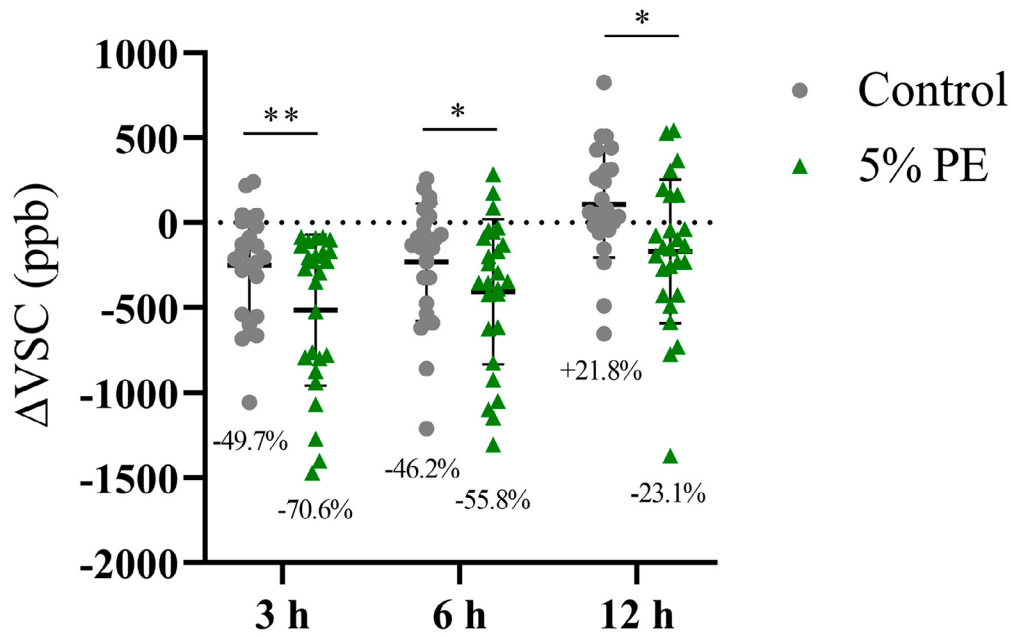 *
1000
Control
* *
*
500
5% PE
0
ΔVSC (ppb)
-500
+21.8%
-1000
-49.7%
-46.2%
-1500
-70.6%
-55.8%
-23.1%
-2000
3 h
6 h
12 h